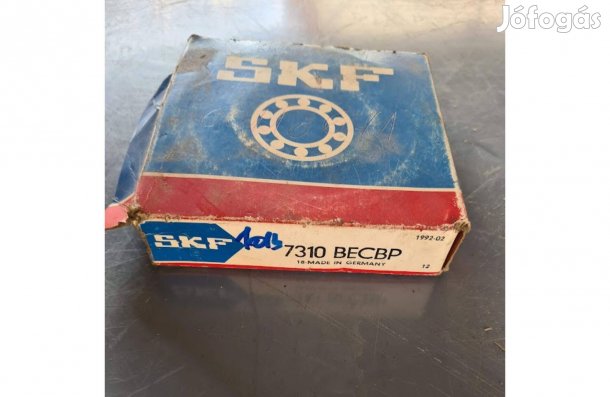 Jófogás
SKF
SKF 7310 BECBP
1992-02
18-MADE IN GERMANY
12